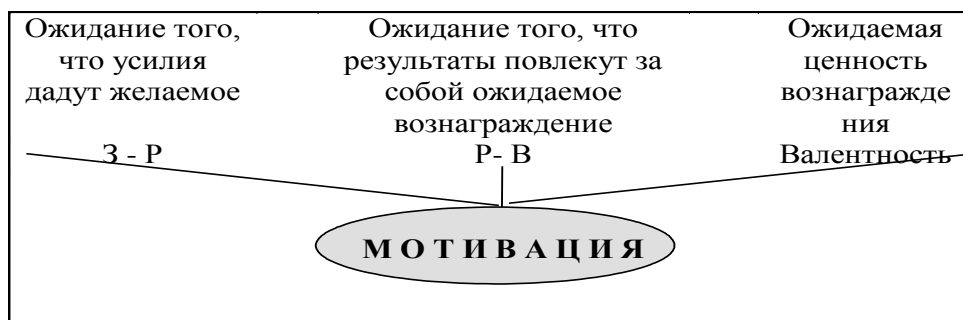 Ожидание того,
что усилия
дадут желаемое
З - Р
Ожидание того, что
результаты повлекут за
собой ожидаемое
вознаграждение
Р- В
Ожидаемая
ценность
вознагражде
ния
Валентность
М О Т И В А Ц И Я